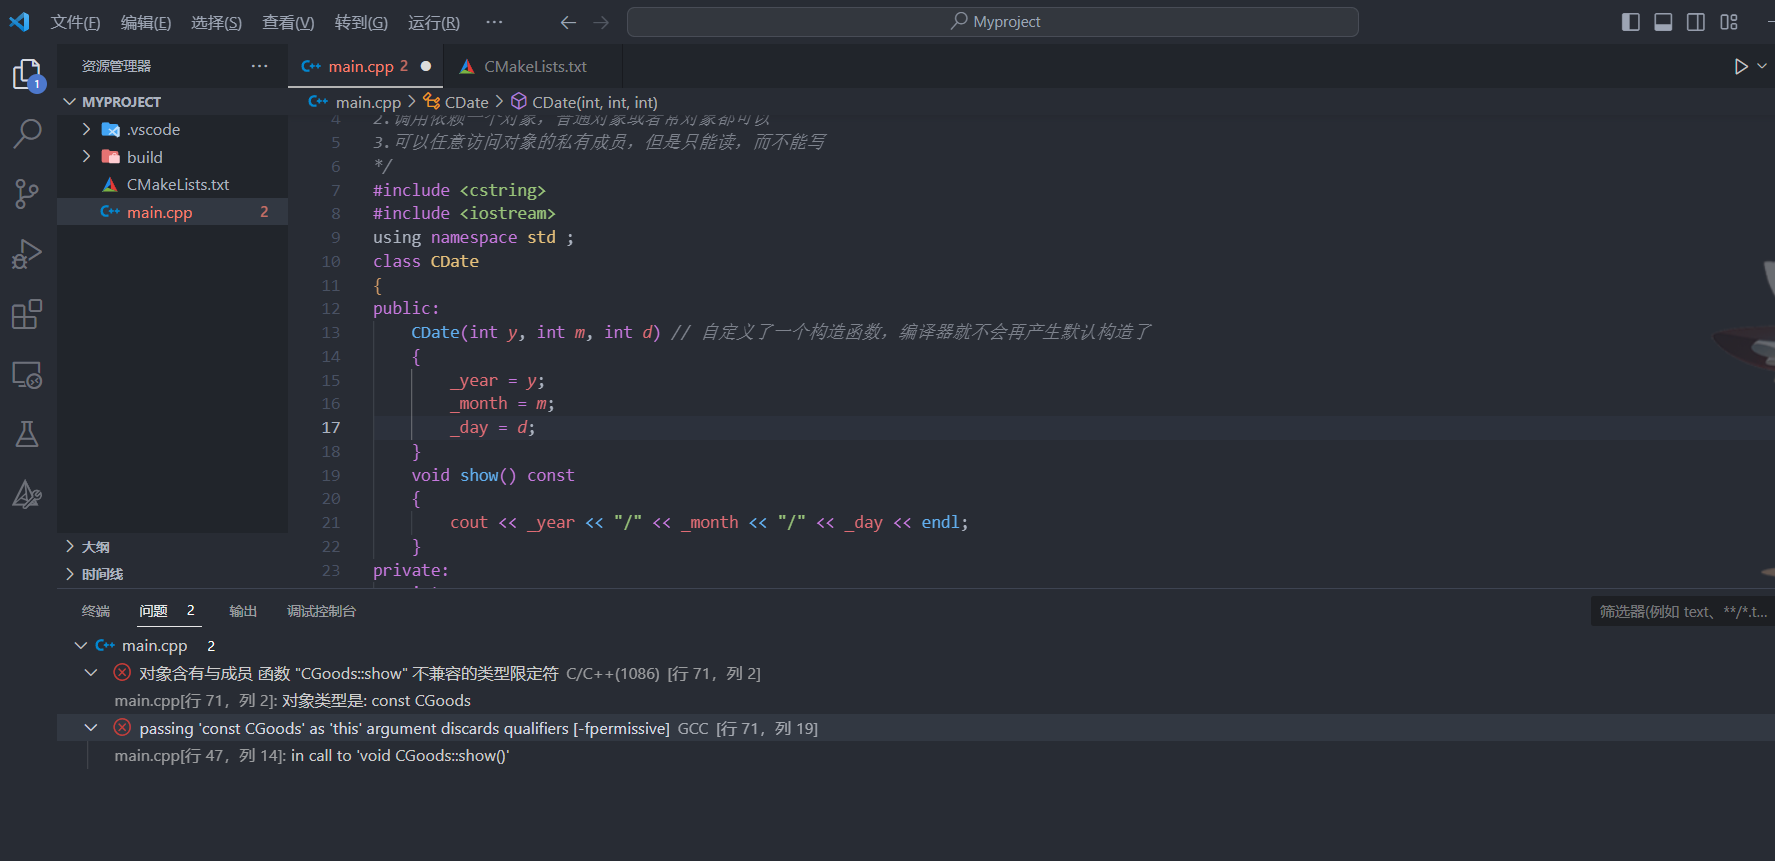 文件(F) 编辑(E) 选择(S) 查看(V) 转到(G) 运行(R) ··· Myproject
资源管理器 ···
main.cpp 2 CMakeLists.txt
1
MYPROJECT
main.cpp > CDate > CDate(int, int, int)
.vscode
build
CMakeLists.txt
main.cpp 2
大纲
时间线
4 2.调用依赖一个对象，普通对象或者常对象都可以
5 3.可以任意访问对象的私有成员，但是只能读，而不能写
6 */
7 #include <cstring>
8 #include <iostream>
9 using namespace std ;
10 class CDate
11 {
12 public:
13 CDate(int y, int m, int d) // 自定义了一个构造函数，编译器就不会再产生默认构造了
14 {
15 _year = y;
16 _month = m;
17 _day = d;
18 }
19 void show() const
20 {
21 cout << _year << "/" << _month << "/" << _day << endl;
22 }
23 private:
终端 问题 2 输出 调试控制台
筛选器(例如 text、**/*.t...
main.cpp 2
对象含有与成员 函数 "CGoods::show" 不兼容的类型限定符 C/C++(1086) [行 71，列 2]
main.cpp[行 71，列 2]: 对象类型是: const CGoods
passing 'const CGoods' as 'this' argument discards qualifiers [-fpermissive] GCC [行 71，列 19]
main.cpp[行 47，列 14]: in call to 'void CGoods::show()'